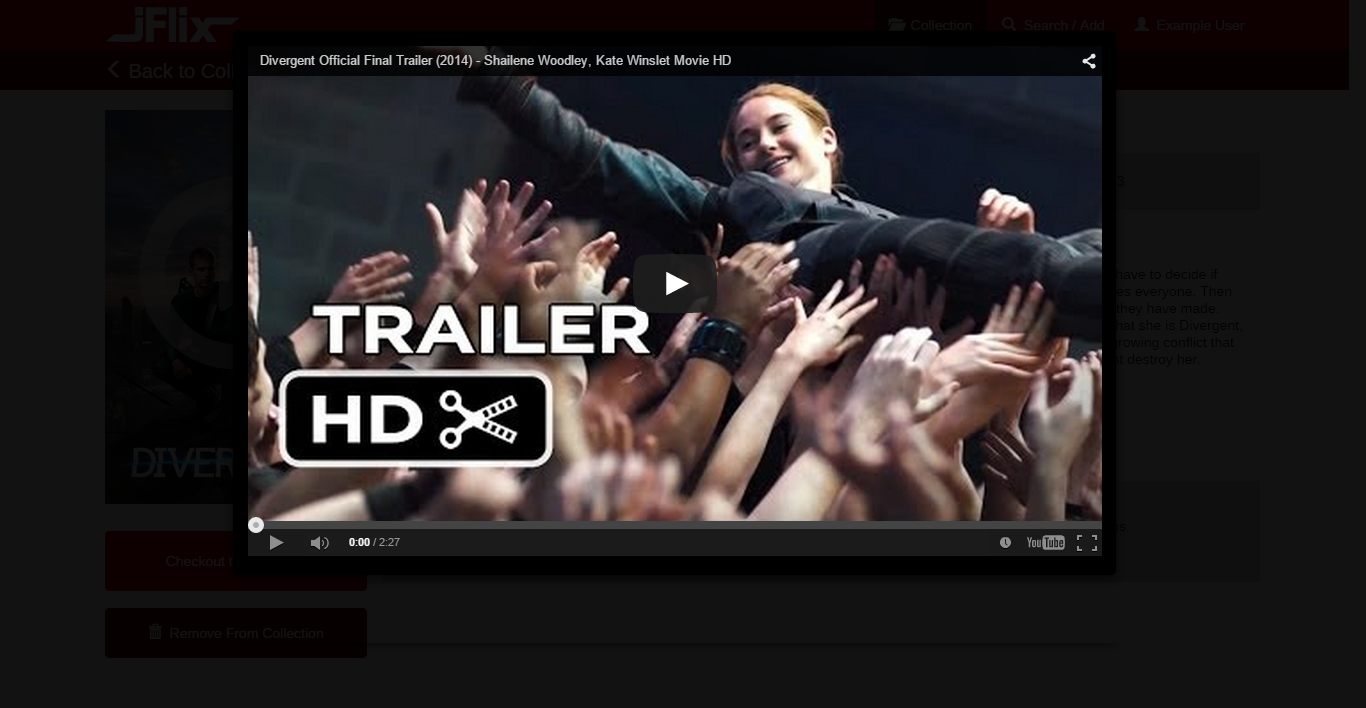 jFlix
Collection
Search / Add
Example User
Back to Coll
Divergent Official Final Trailer (2014) - Shailene Woodley, Kate Winslet Movie HD
TRAILER
HD
have to decide if
es everyone. Then
they have made.
hat she is Divergent,
rowing conflict that
t destroy her.
DIVER
0:00 / 2:27
YouTube
Checkout
Remove From Collection